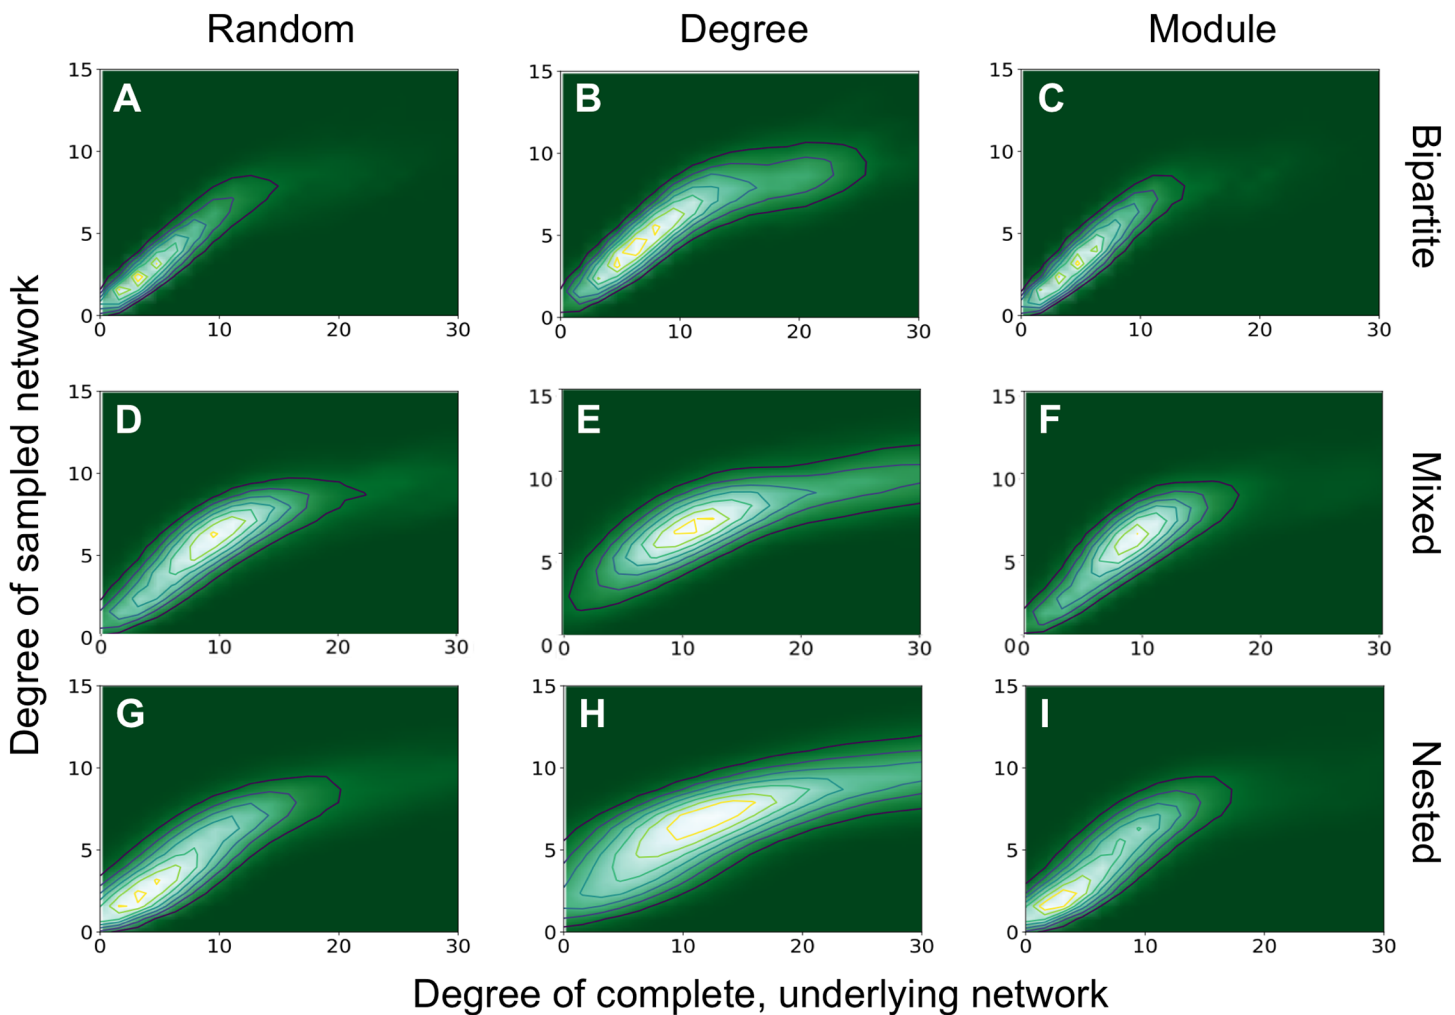 Random Degree Module
15 10 5 0 0 10 20 30 A
15 10 5 0 0 10 20 30 B
15 10 5 0 0 10 20 30 C
Bipartite
15 10 5 0 0 10 20 30 D
15 10 5 0 0 10 20 30 E
15 10 5 0 0 10 20 30 F
Mixed
15 10 5 0 0 10 20 30 G
15 10 5 0 0 10 20 30 H
15 10 5 0 0 10 20 30 I
Nested
Degree of sampled network
Degree of complete, underlying network